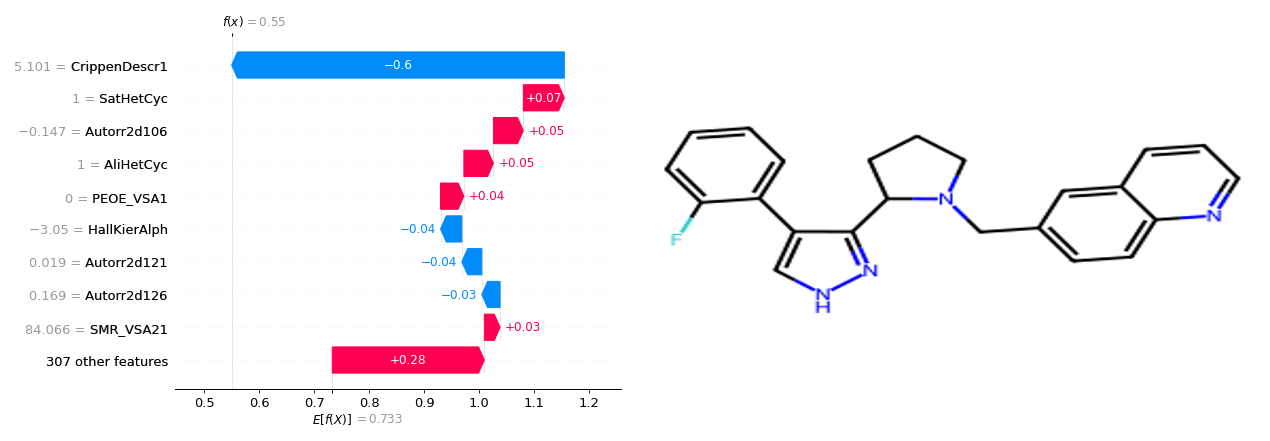 f(x) = 0.55
5.101 = CrippenDescr1
−0.6
1 = SatHetCyc
+0.07
−0.147 = Autorr2d106
+0.05
1 = AliHetCyc
+0.05
0 = PEOE_VSA1
+0.04
−3.05 = HallKierAlph
−0.04
0.019 = Autorr2d121
−0.04
0.169 = Autorr2d126
−0.03
84.066 = SMR_VSA21
+0.03
307 other features
+0.28
0.5 0.6 0.7 0.8 0.9 1.0 1.1 1.2
E[f(X)] = 0.733
F
N
N
H
N
N